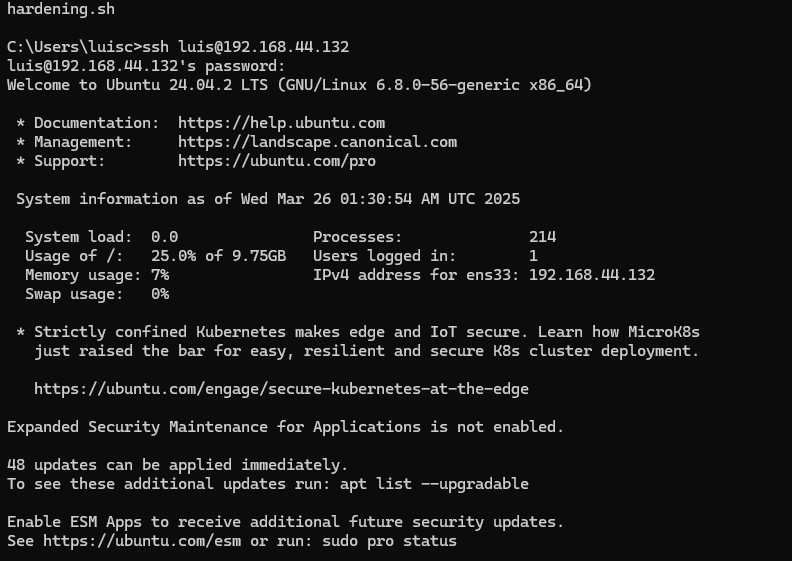 hardening.sh
C:\Users\luisc>ssh luis@192.168.44.132
luis@192.168.44.132's password:
Welcome to Ubuntu 24.04.2 LTS (GNU/Linux 6.8.0-56-generic x86_64)
* Documentation:  https://help.ubuntu.com
* Management:     https://landscape.canonical.com
* Support:        https://ubuntu.com/pro
System information as of Wed Mar 26 01:30:54 AM UTC 2025
System load:  0.0                Processes:              214
Usage of /:   25.0% of 9.75GB   Users logged in:        1
Memory usage: 7%                IPv4 address for ens33: 192.168.44.132
Swap usage:   0%
* Strictly confined Kubernetes makes edge and IoT secure. Learn how MicroK8s
just raised the bar for easy, resilient and secure K8s cluster deployment.
https://ubuntu.com/engage/secure-kubernetes-at-the-edge
Expanded Security Maintenance for Applications is not enabled.
48 updates can be applied immediately.
To see these additional updates run: apt list --upgradable
Enable ESM Apps to receive additional future security updates.
See https://ubuntu.com/esm or run: sudo pro status